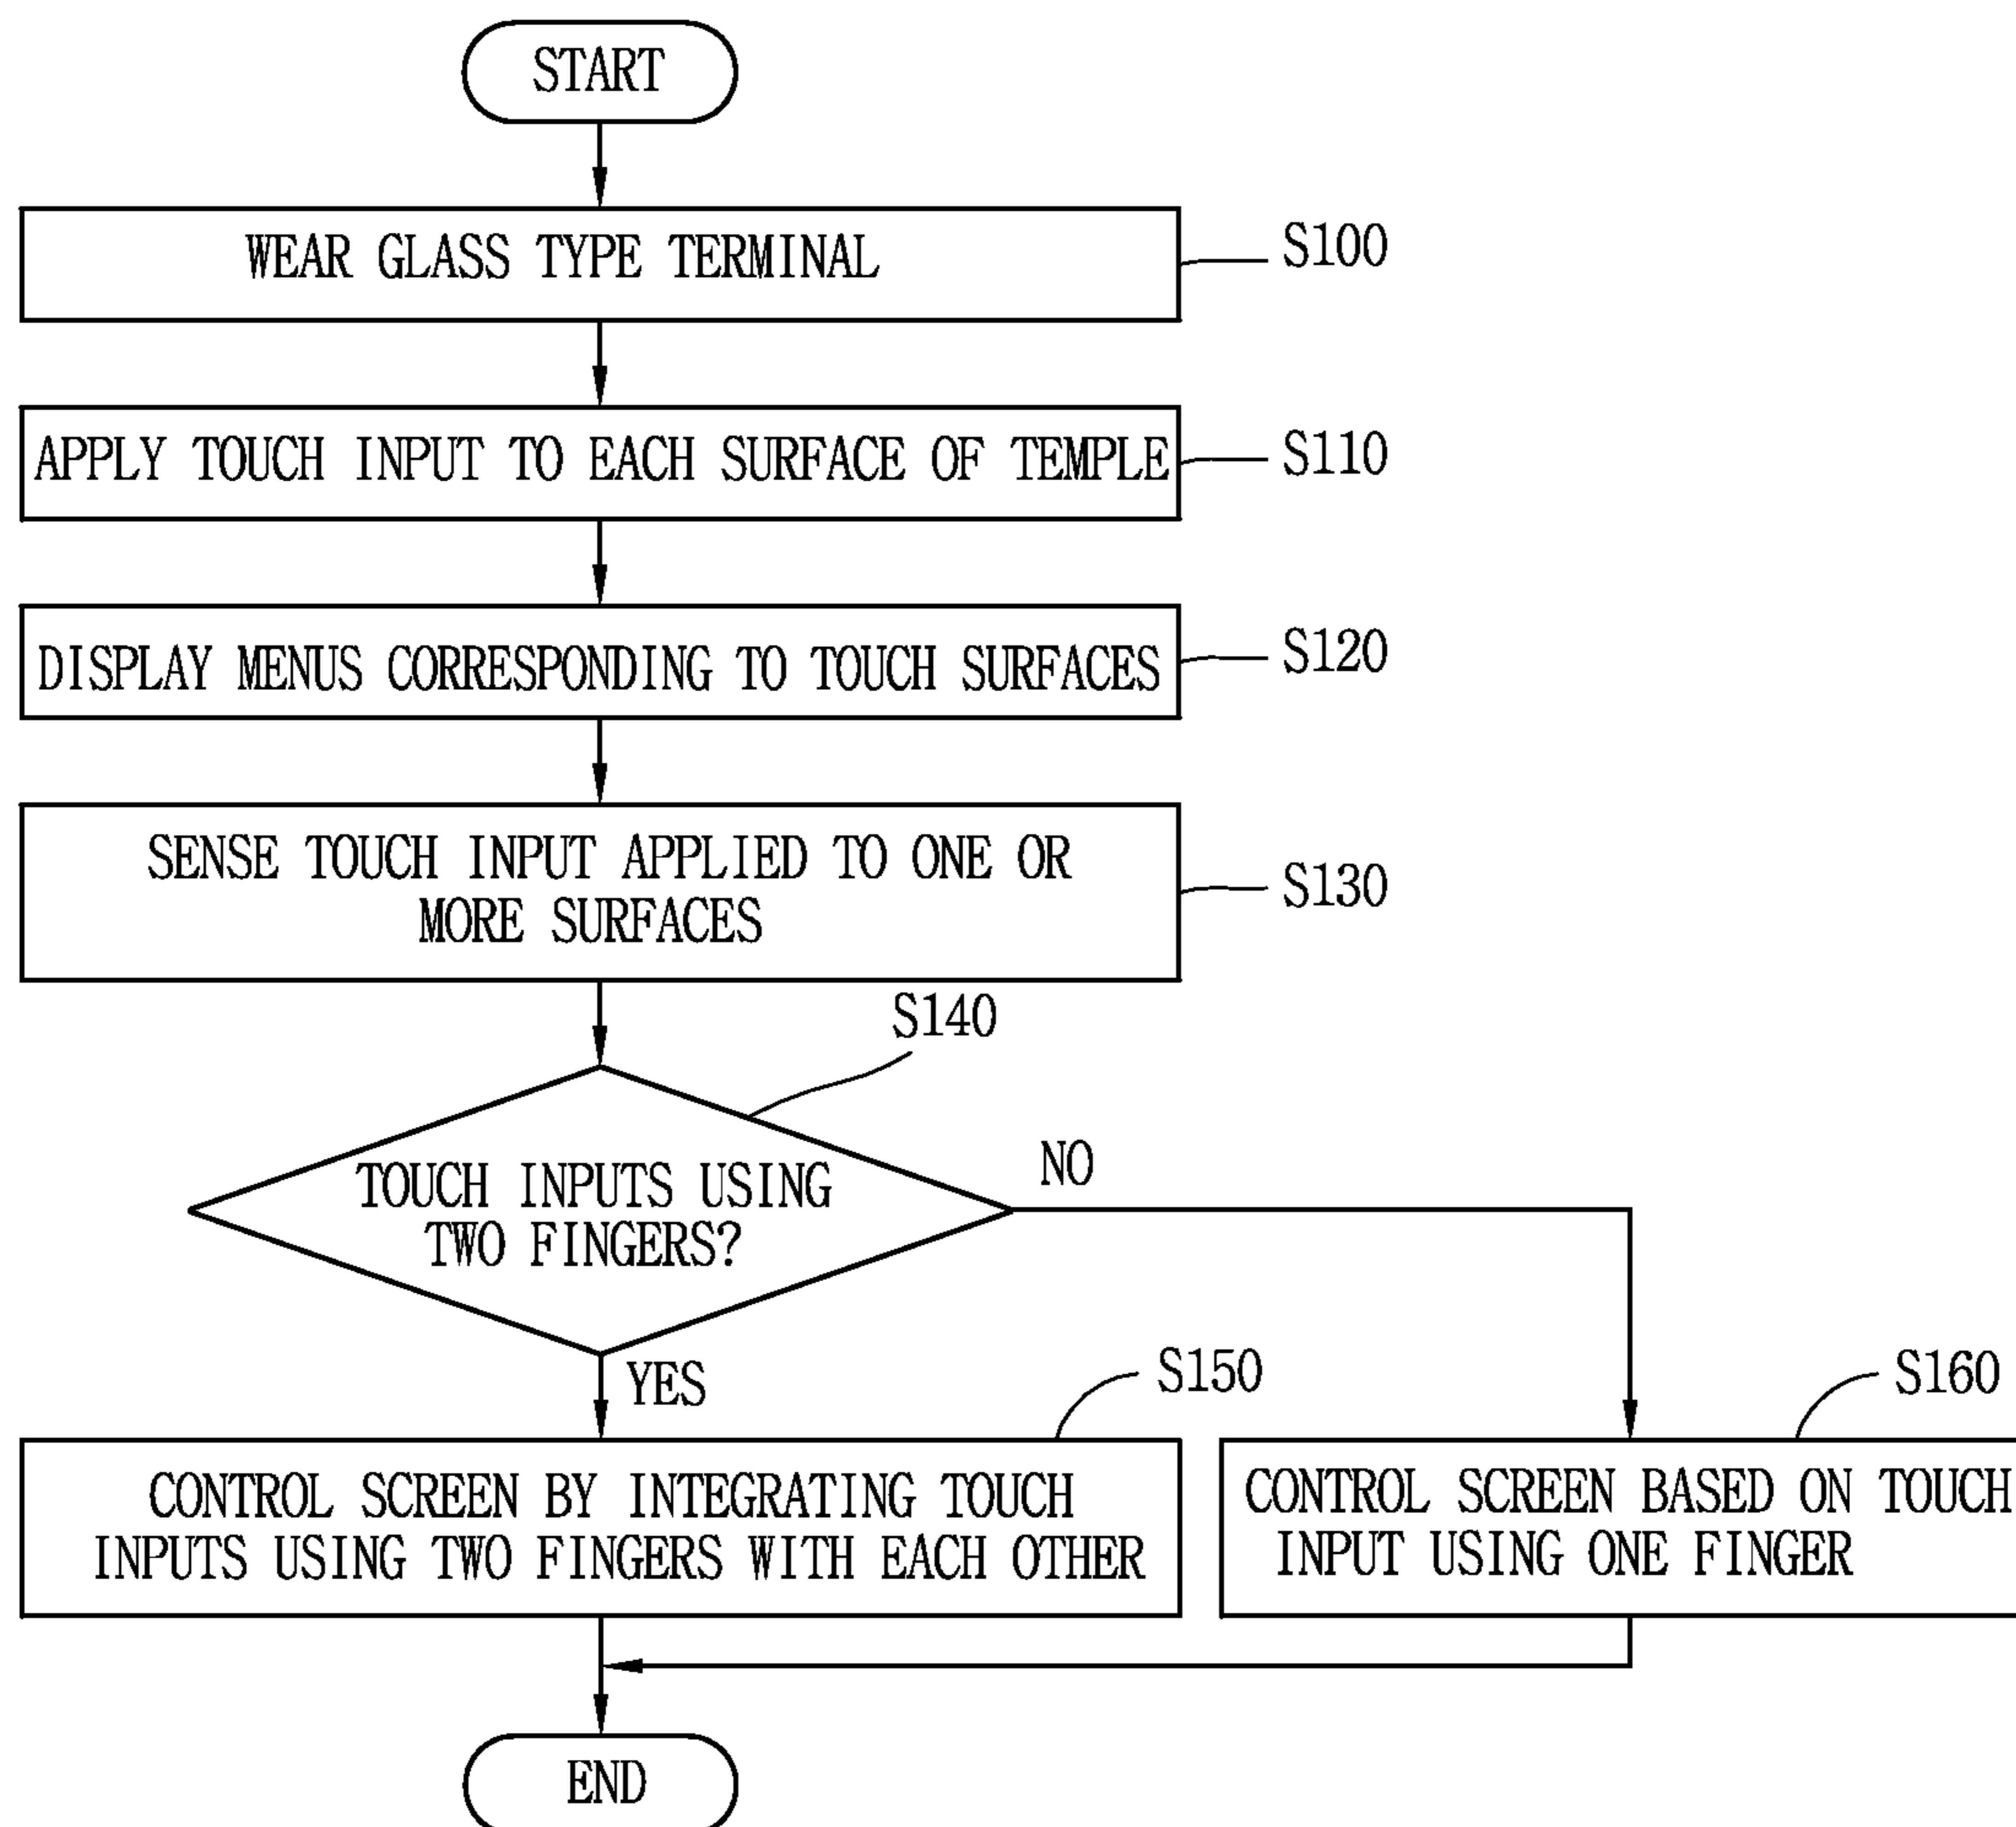 START
WEAR GLASS TYPE TERMINAL
S100
APPLY TOUCH INPUT TO EACH SURFACE OF TEMPLE
S110
DISPLAY MENUS CORRESPONDING TO TOUCH SURFACES
S120
SENSE TOUCH INPUT APPLIED TO ONE OR
MORE SURFACES
S130
S140
TOUCH INPUTS USING
TWO FINGERS?
NO
YES
S150
CONTROL SCREEN BY INTEGRATING TOUCH
INPUTS USING TWO FINGERS WITH EACH OTHER
S160
CONTROL SCREEN BASED ON TOUCH
INPUT USING ONE FINGER
END